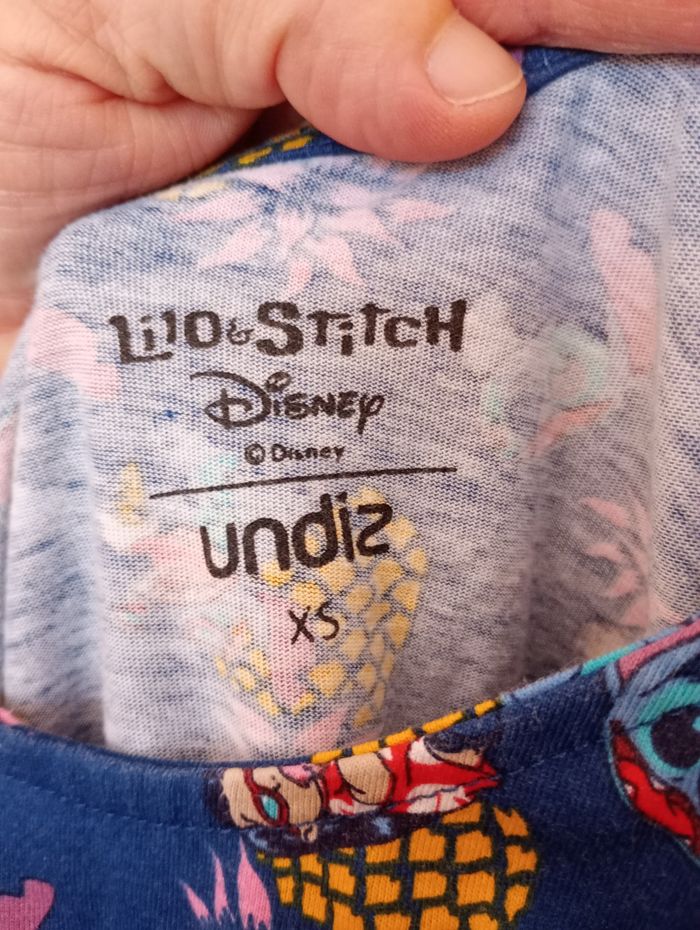 Lilo & Stitch
Disney
© Disney
undiz
XS